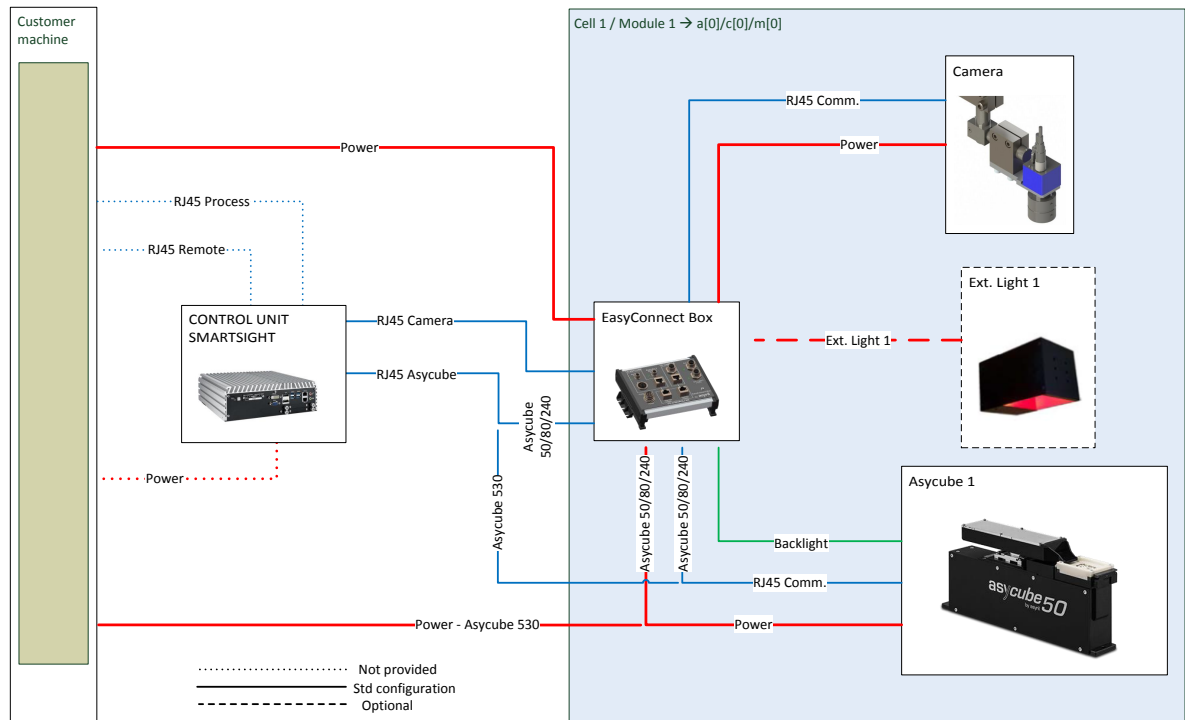 Customer
machine
Cell 1 / Module 1 → a[0]/c[0]/m[0]
Camera
RJ45 Comm.
Power
Power
RJ45 Process
RJ45 Remote
Ext. Light 1
CONTROL UNIT
SMARTSIGHT
RJ45 Camera
EasyConnect Box
Ext. Light 1
RJ45 Asycube
Asycube
50/80/240
Power
Asycube 530
Asycube 50/80/240
Asycube 50/80/240
Asycube 1
Backlight
asycube50
by asyril
RJ45 Comm.
Power - Asycube 530
Power
Not provided
Std configuration
Optional